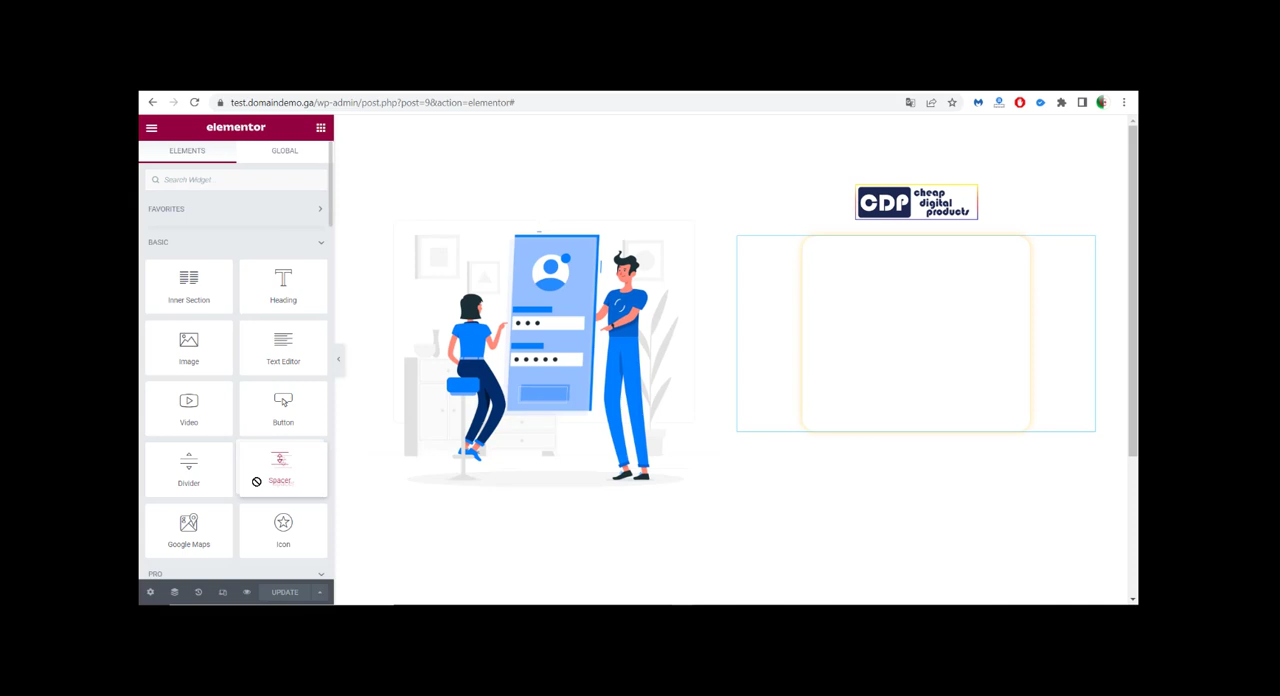 test.domaindemo.ga/wp-admin/post.php?post=9&action=elementor#
elementor
ELEMENTS GLOBAL
Search Widget...
FAVORITES
BASIC
Inner Section Heading
Image Text Editor
Video Button
Divider Spacer
Google Maps Icon
PRO
UPDATE
CDP cheap
digital
products